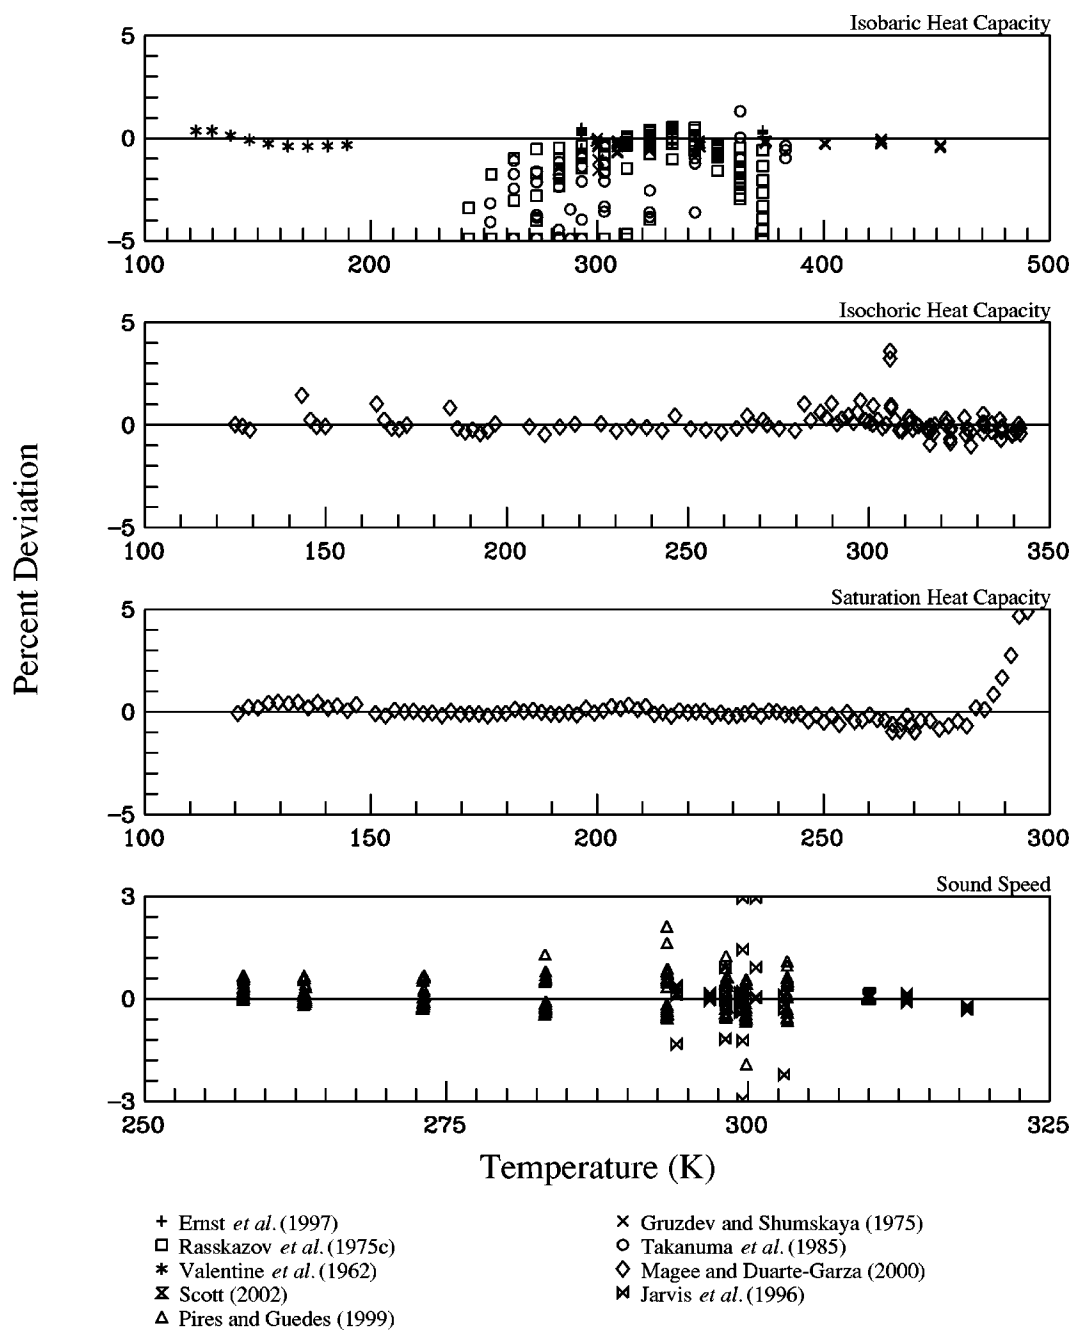 Isobaric Heat Capacity
5
0
−5
100 200 300 400 500
Isochoric Heat Capacity
5
0
−5
100 150 200 250 300 350
Percent Deviation
Saturation Heat Capacity
5
0
−5
100 150 200 250 300
Sound Speed
3
0
−3
250 275 300 325
Temperature (K)
Ernst et al. (1997)
Rasskazov et al. (1975c)
Valentine et al. (1962)
Scott (2002)
Pires and Guedes (1999)
Gruzdev and Shumskaya (1975)
Takanuma et al. (1985)
Magee and Duarte-Garza (2000)
Jarvis et al. (1996)